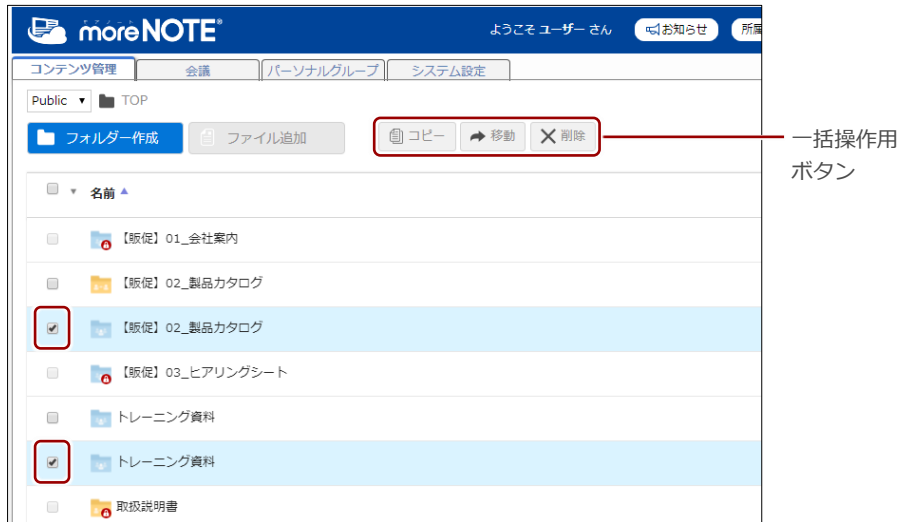 モアノート
moreNOTE®
ようこそ ユーザー さん
お知らせ
所属
コンテンツ管理
会議
パーソナルグループ
システム設定
Public ▼ TOP
フォルダー作成
ファイル追加
コピー
移動
削除
一括操作用
ボタン
▼ 名前 ▲
【販促】01_会社案内
【販促】02_製品カタログ
【販促】02_製品カタログ
【販促】03_ヒアリングシート
トレーニング資料
トレーニング資料
取扱説明書